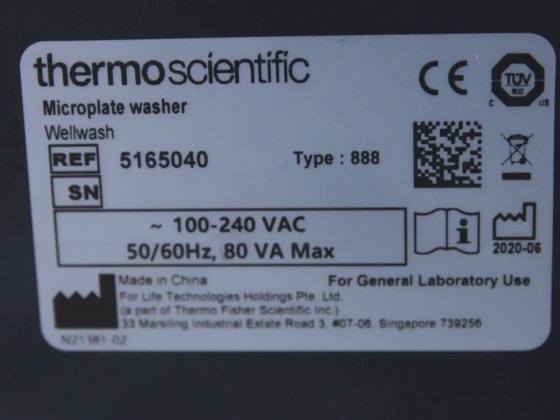 thermo scientific
Microplate washer
Wellwash
REF 5165040 Type : 888
SN
~ 100-240 VAC
50/60Hz, 80 VA Max
CE
TÜV
SUD
C US
i
2020-06
Made in China
For General Laboratory Use
For Life Technologies Holdings Pte. Ltd.
(a part of Thermo Fisher Scientific Inc.)
33 Marsiling Industrial Estate Road 3, #07-06, Singapore 739256
N21381-02